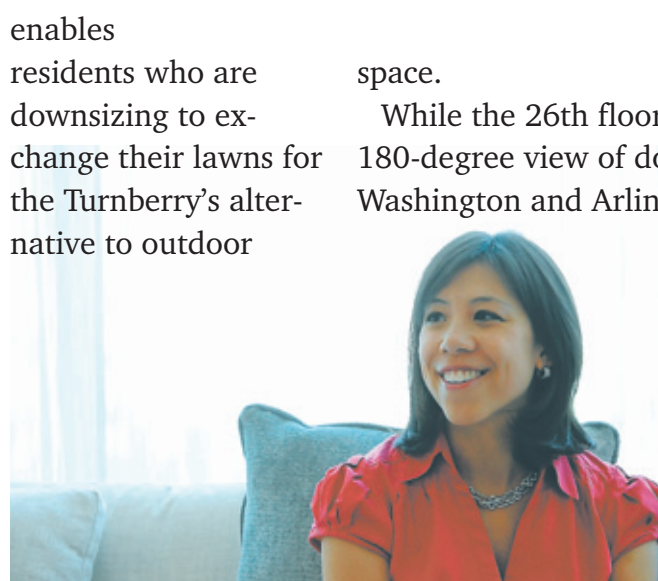 enables
residents who are
downsizing to ex-
change their lawns for
the Turnberry's alter-
native to outdoor
space.
While the 26th floor
180-degree view of
Washington and